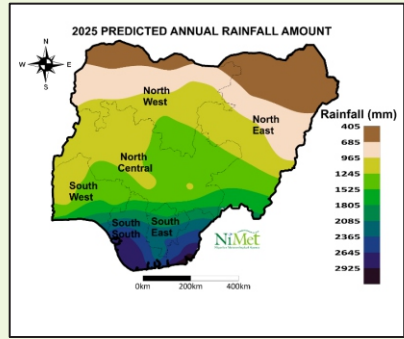 2025 PREDICTED ANNUAL RAINFALL AMOUNT
N
W E
S
North
West
North
East
Rainfall (mm)
405
685
965
1245
1525
1805
2085
2365
2645
2925
North
Central
South
West
South
South
South
East
NiMet
0km 200km 400km